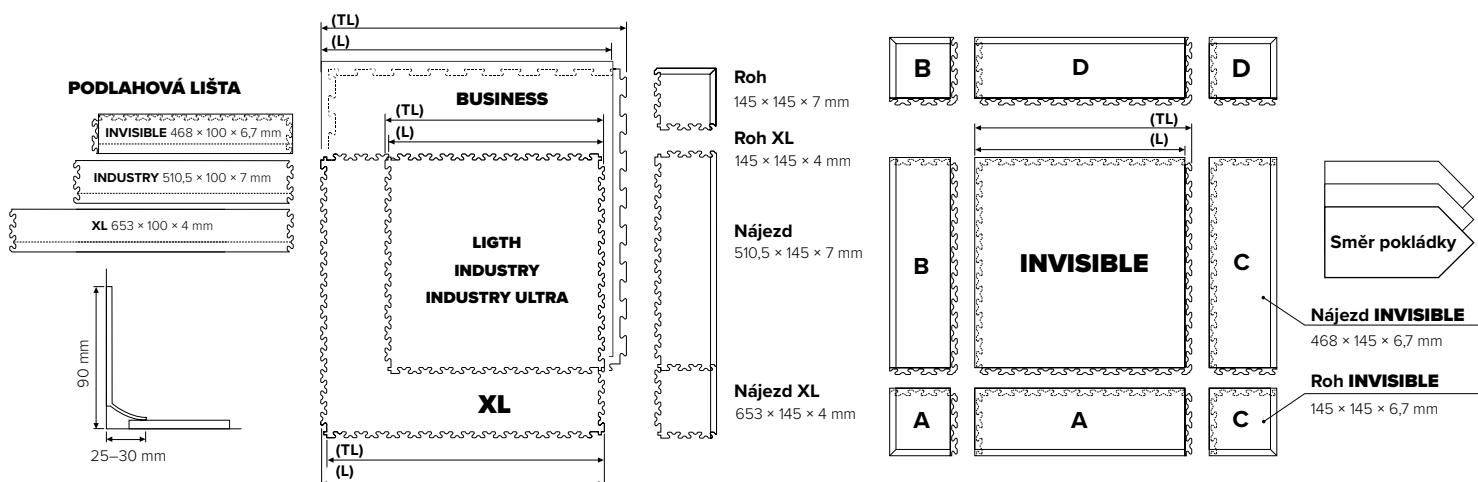 PODLAHOVÁ LIŠTA
INVISIBLE 468 × 100 × 6,7 mm
INDUSTRY 510,5 × 100 × 7 mm
XL 653 × 100 × 4 mm
90 mm
25–30 mm
(TL)
(L)
BUSINESS
(TL)
(L)
LIGTH
INDUSTRY
INDUSTRY ULTRA
XL
(TL)
(L)
Roh
145 × 145 × 7 mm
Roh XL
145 × 145 × 4 mm
Nájezd
510,5 × 145 × 7 mm
Nájezd XL
653 × 145 × 4 mm
B
D
D
(TL)
(L)
B
INVISIBLE
C
A
A
C
Směr pokládky
Nájezd INVISIBLE
468 × 145 × 6,7 mm
Roh INVISIBLE
145 × 145 × 6,7 mm